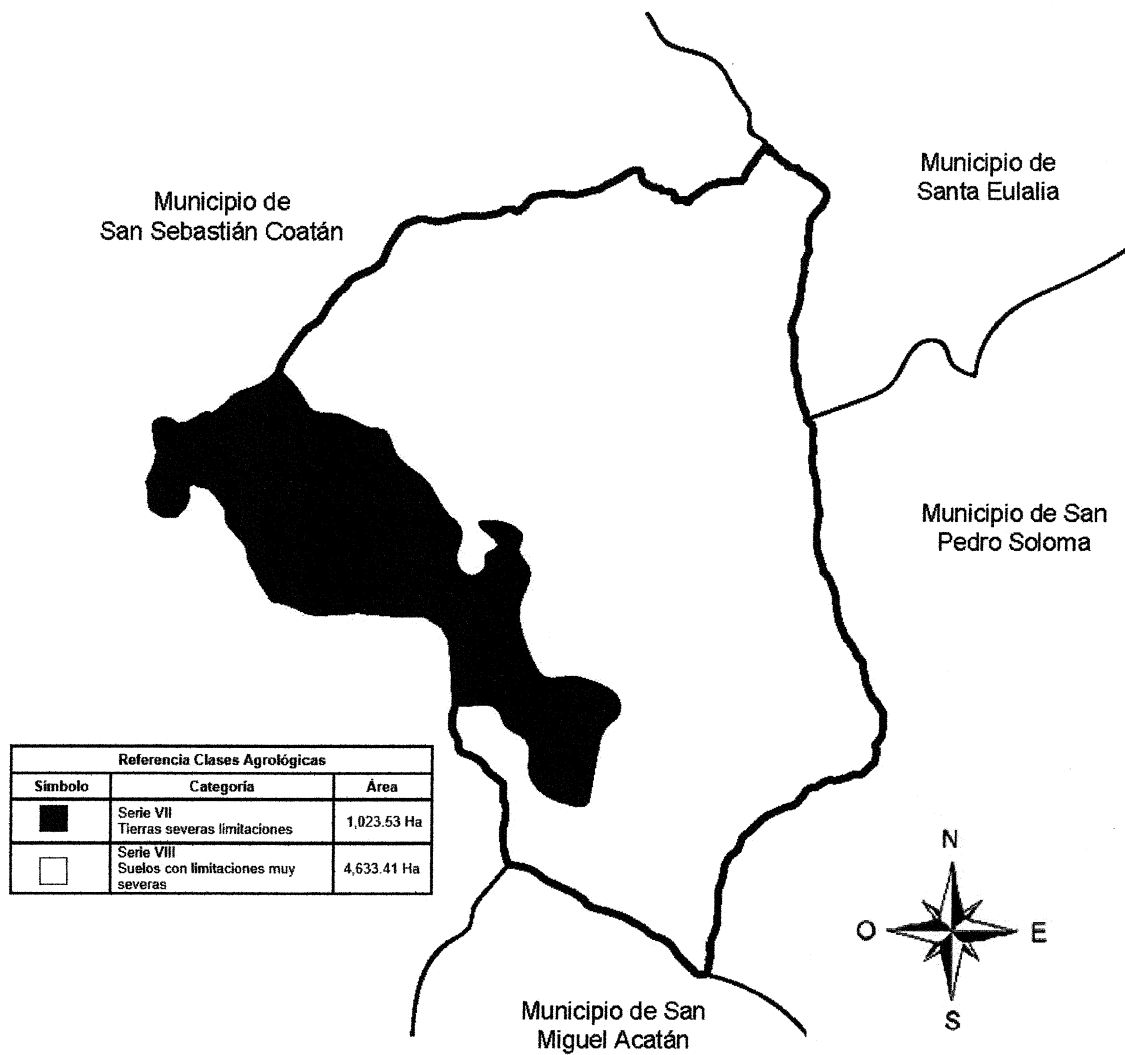 Municipio de
Santa Eulalia
Municipio de
San Sebastián Coatán
Municipio de San
Pedro Soloma
Referencia Clases Agrológicas
Símbolo Categoría Área
Serie VII
Tierras severas limitaciones 1,023.53 Ha
Serie VIII
Suelos con limitaciones muy
severas 4,633.41 Ha
N
O E
S
Municipio de San
Miguel Acatán